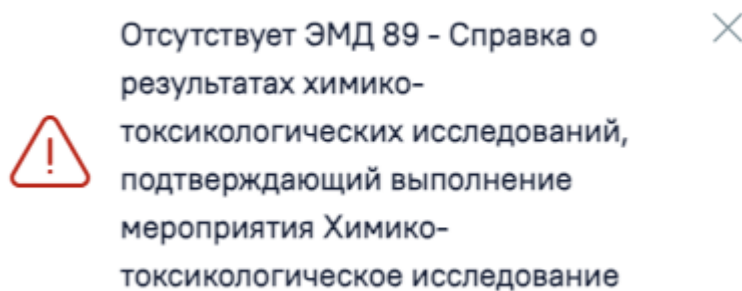 Отсутствует ЭМД 89 - Справка о
результатах химико-
токсикологических исследований,
подтверждающий выполнение
мероприятия Химико-
токсикологическое исследование